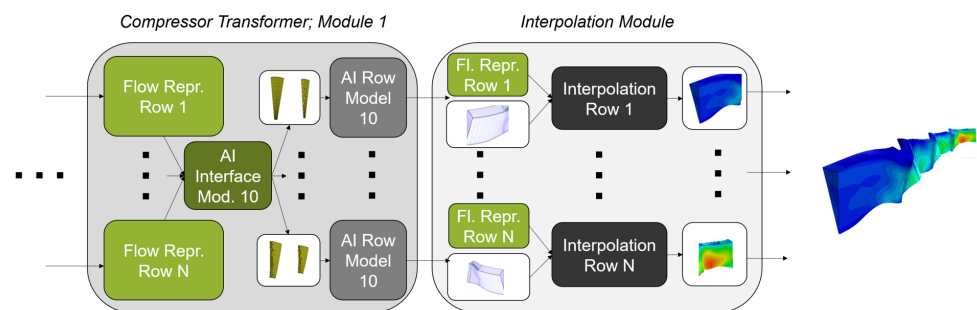 Compressor Transformer; Module 1
Interpolation Module
Flow Repr.
Row 1
AI
Interface
Mod. 10
Flow Repr.
Row N
AI Row
Model
10
AI Row
Model
10
Fl. Repr.
Row 1
Interpolation
Row 1
Fl. Repr.
Row N
Interpolation
Row N